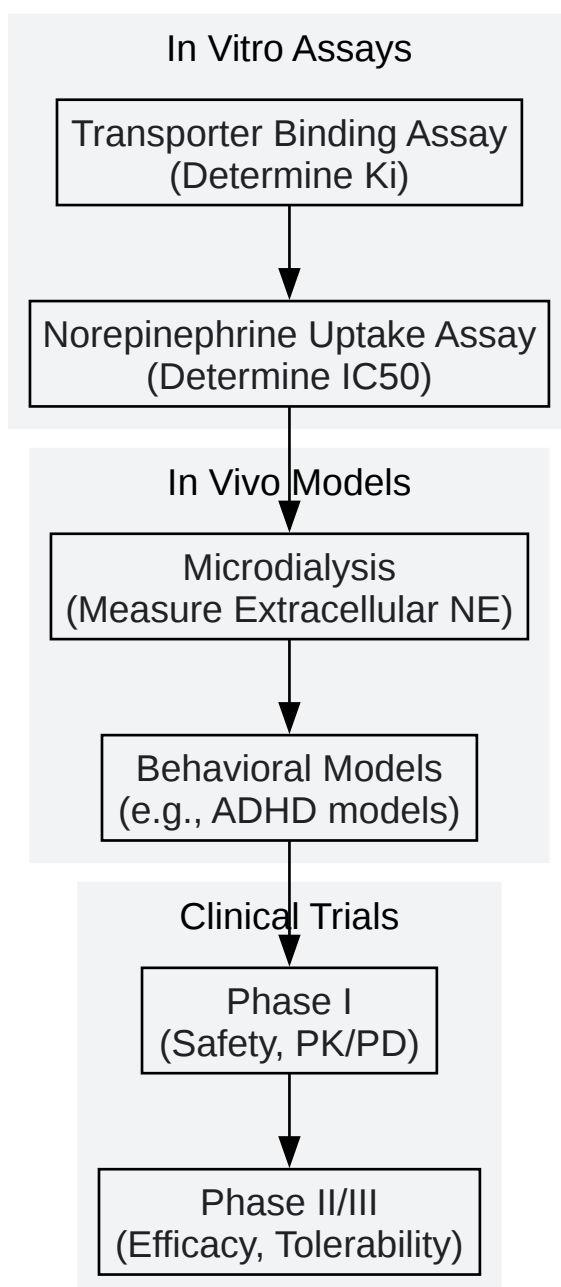 In Vitro Assays
Transporter Binding Assay
(Determine Ki)
Norepinephrine Uptake Assay
(Determine IC50)
In Vivo Models
Microdialysis
(Measure Extracellular NE)
Behavioral Models
(e.g., ADHD models)
Clinical Trials
Phase I
(Safety, PK/PD)
Phase II/III
(Efficacy, Tolerability)